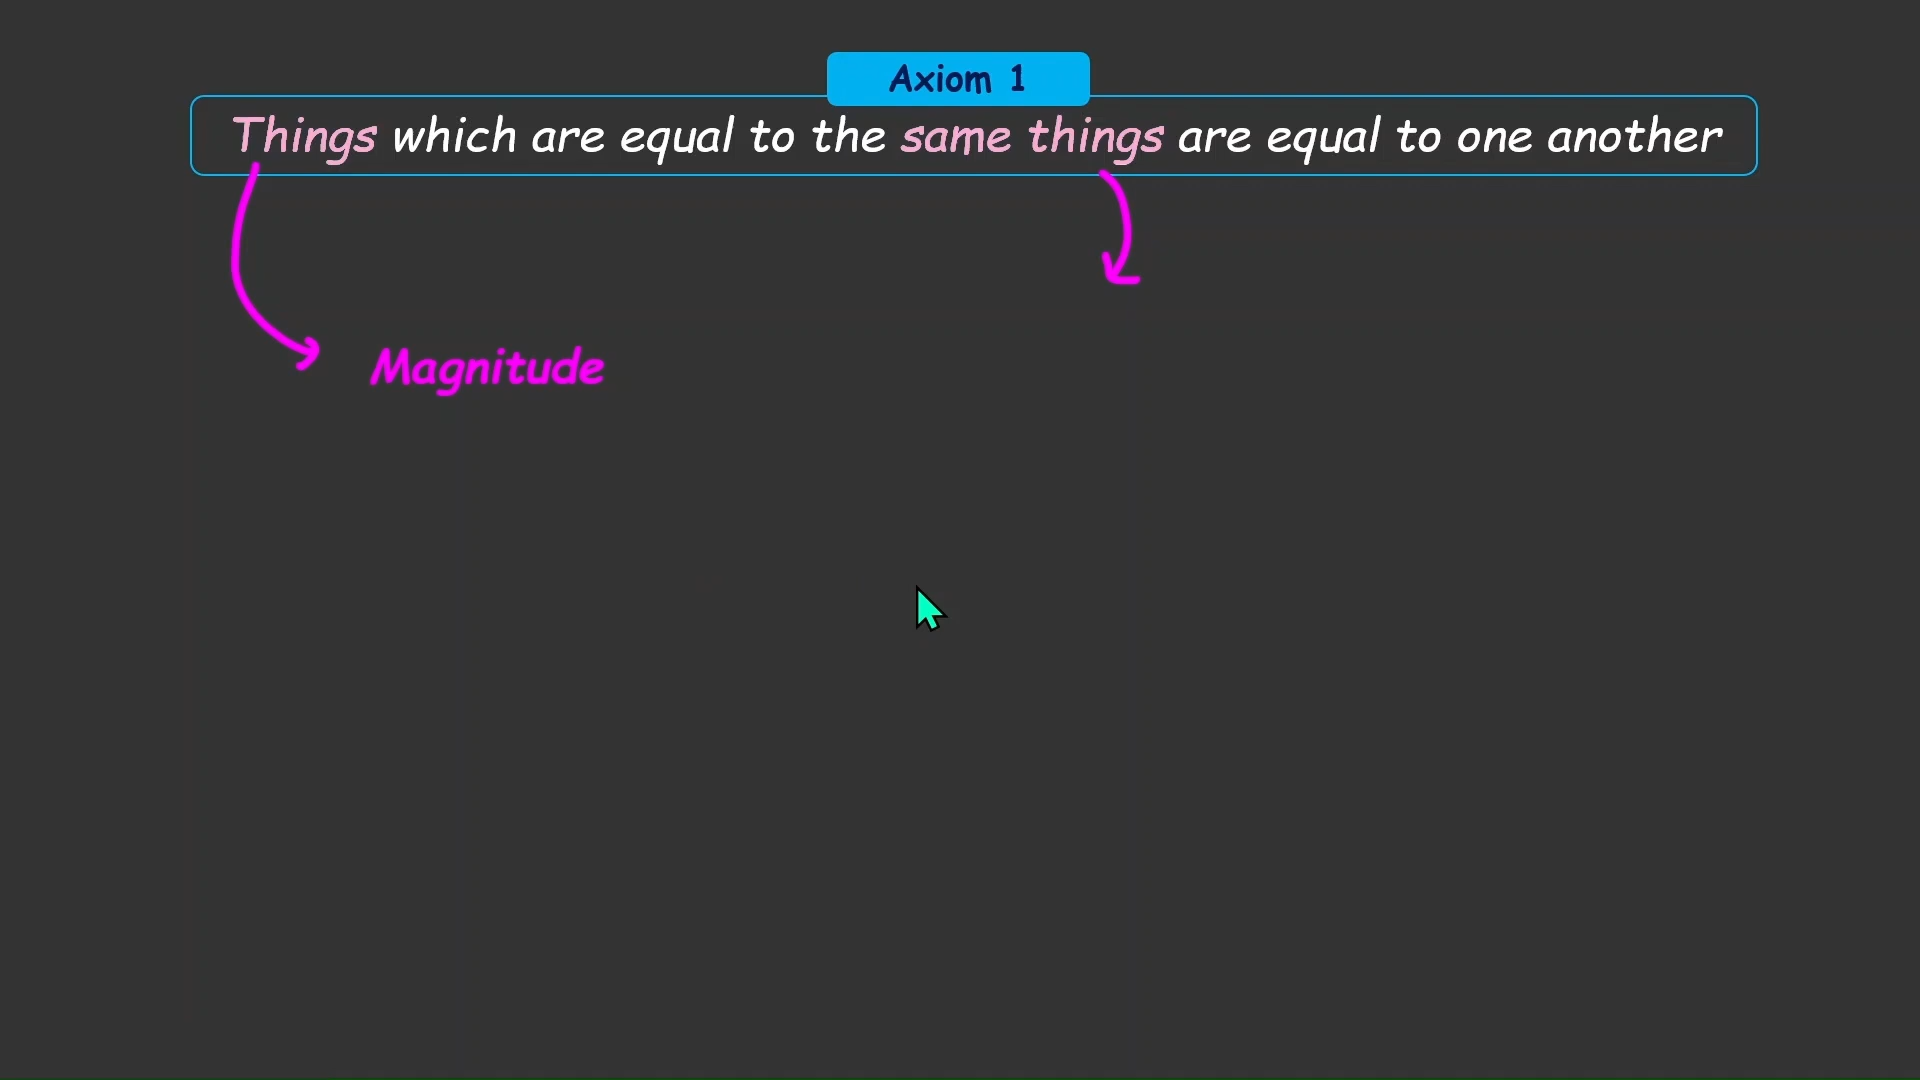 Axiom 1
Things which are equal to the same things are equal to one another
Magnitude